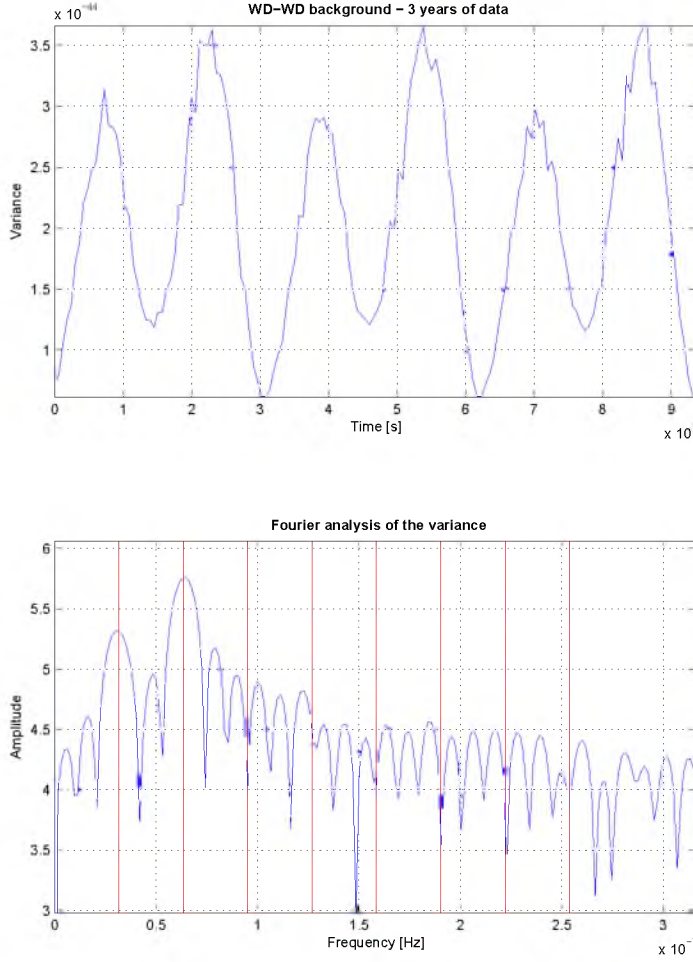 x 10⁻⁴⁴
WD−WD background − 3 years of data
3.5
3
2.5
2
1.5
1
Variance
0 1 2 3 4 5 6 7 8 9
Time [s]
x 10
Fourier analysis of the variance
6
5.5
5
4.5
4
3.5
3
Amplitude
0 0.5 1 1.5 2 2.5 3
Frequency [Hz]
x 10⁻